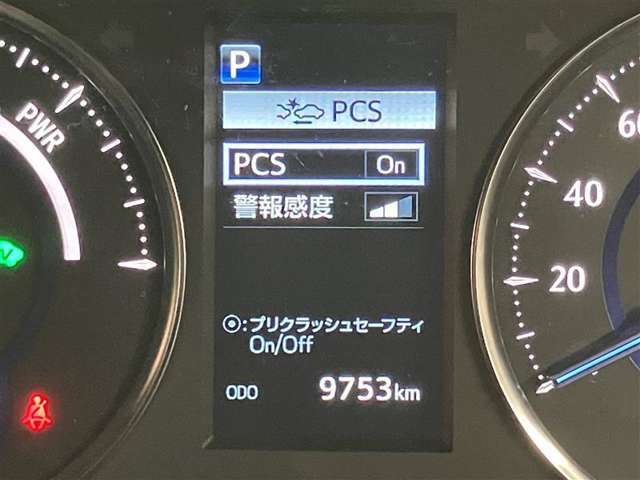 P
PCS
PCS On
警報感度
⦿:プリクラッシュセーフティ
On/Off
ODO 9753km
PWR
60
40
20